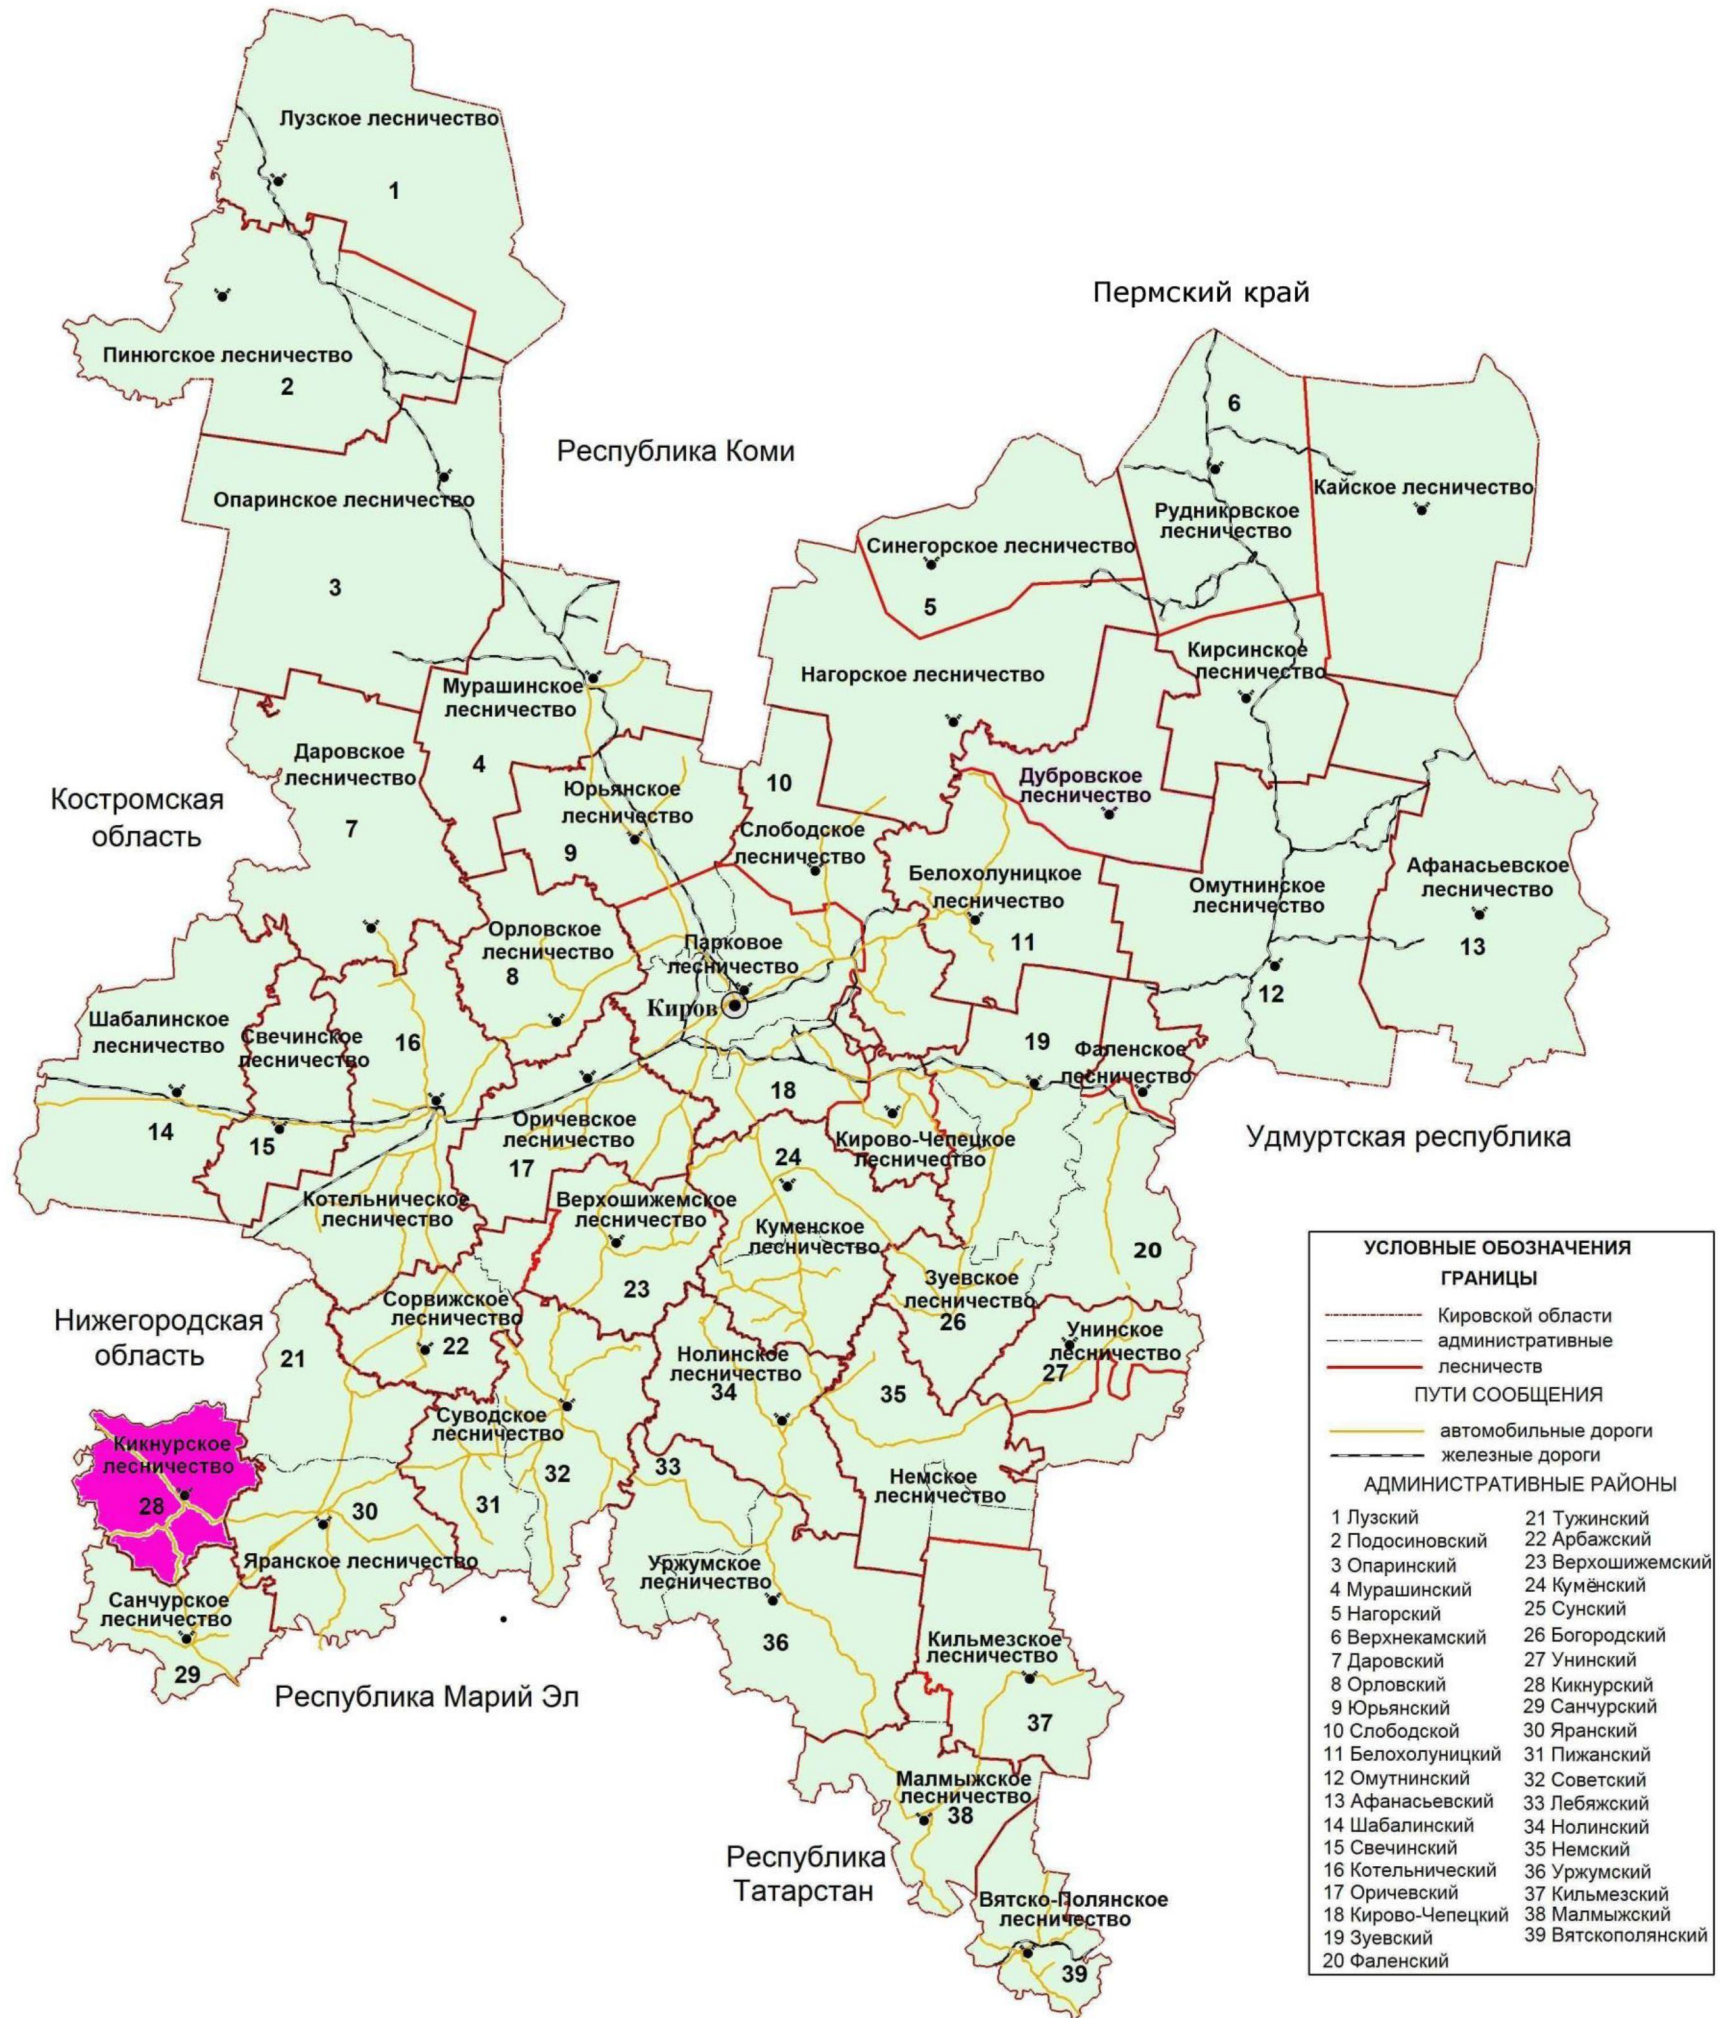 Лузское лесничество
1
Пермский край
Пинюгское лесничество
2
6
Республика Коми
Опаринское лесничество
Кайское лесничество
Рудниковское
лесничество
Синегорское лесничество
3
5
Нагорское лесничество
Кирсинское
лесничество
Мурашинское
лесничество
Даровское
лесничество
4
10
Дубровское
лесничество
Костромская
область
Юрьянское
лесничество
7
9
Слободское
лесничество
Белохолуницкое
лесничество
Омутнинское
лесничество
Афанасьевское
лесничество
Орловское
лесничество
8
Парковое
лесничество
11
13
12
Киров
Шабалинское
лесничество
Свечинское
лесничество
16
19
Фаленское
лесничество
18
14
15
Оричевское
лесничество
17
Кирово-Чепецкое
лесничество
Удмуртская республика
24
Котельническое
лесничество
Верхошижемское
лесничество
Куменское
лесничество
20
23
Зуевское
лесничество
26
Нижегородская
область
Сорвижское
лесничество
22
21
Унинское
лесничество
27
Нолинское
лесничество
34
35
Суводское
лесничество
Кикнурское
лесничество
28
33
32
31
30
Немское
лесничество
Яранское лесничество
Уржумское
лесничество
Санчурское
лесничество
29
36
Кильмезское
лесничество
Республика Марий Эл
37
Малмыжское
лесничество
38
Республика
Татарстан
Вятско-Полянское
лесничество
39
УСЛОВНЫЕ ОБОЗНАЧЕНИЯ
ГРАНИЦЫ
Кировской области
административные
лесничеств
ПУТИ СООБЩЕНИЯ
автомобильные дороги
железные дороги
АДМИНИСТРАТИВНЫЕ РАЙОНЫ
1 Лузский
2 Подосиновский
3 Опаринский
4 Мурашинский
5 Нагорский
6 Верхнекамский
7 Даровский
8 Орловский
9 Юрьянский
10 Слободской
11 Белохолуницкий
12 Омутнинский
13 Афанасьевский
14 Шабалинский
15 Свечинский
16 Котельнический
17 Оричевский
18 Кирово-Чепецкий
19 Зуевский
20 Фаленский
21 Тужинский
22 Арбажский
23 Верхошижемский
24 Кумёнский
25 Сунский
26 Богородский
27 Унинский
28 Кикнурский
29 Санчурский
30 Яранский
31 Пижанский
32 Советский
33 Лебяжский
34 Нолинский
35 Немский
36 Уржумский
37 Кильмезский
38 Малмыжский
39 Вятскополянский